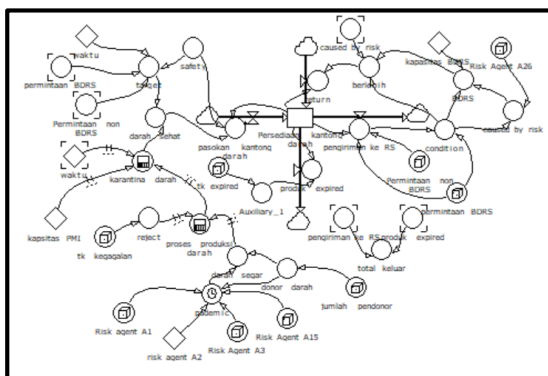 waktu
caused by risk
kapasitas BDRS
Risk Agent A26
permintaan BDRS
target
safety
return
berlebih
BDRS
Permintaan non
BDRS
darah sehat
pasokan kantong
darah
Persediaan kantong
darah
pengiriman ke RS
condition
caused by risk
waktu
karantina darah
tk expired
produk expired
Permintaan non
BDRS
Auxiliary_1
permintaan BDRS
kapsitas PMI
reject
proses produksi
darah
pengiriman ke RS
produk expired
tk kegagalan
total keluar
darah segar
donor darah
pademic
jumlah pendonor
Risk Agent A1
Risk Agent A15
risk agent A2
Risk Agent A3